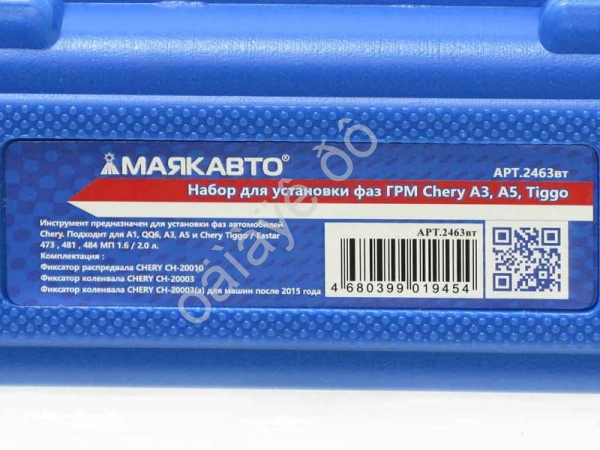 МАЯКАВТО®
АРТ.2463вт
Набор для установки фаз ГРМ Chery A3, A5, Tiggo
Инструмент предназначен для установки фаз автомобилей
Chery. Подходит для A1, QQ6, A3, A5 и Chery Tiggo / Eastar
473 , 481 , 484 МП 1.6 / 2.0 л.
Комплектация :
Фиксатор распредвала CHERY CH-20010
Фиксатор коленвала CHERY CH-20003
Фиксатор коленвала CHERY CH-20003(а) для машин после 2015 года
АРТ.2463вт
4 680399 019454
óàìàÿê ðô